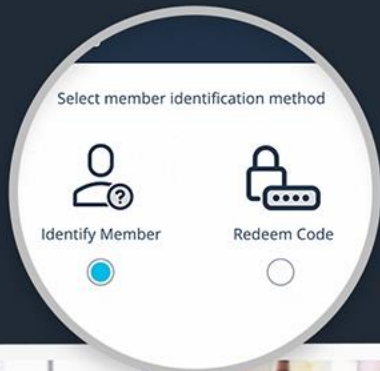 Select member identification method
?
Identify Member
Redeem Code